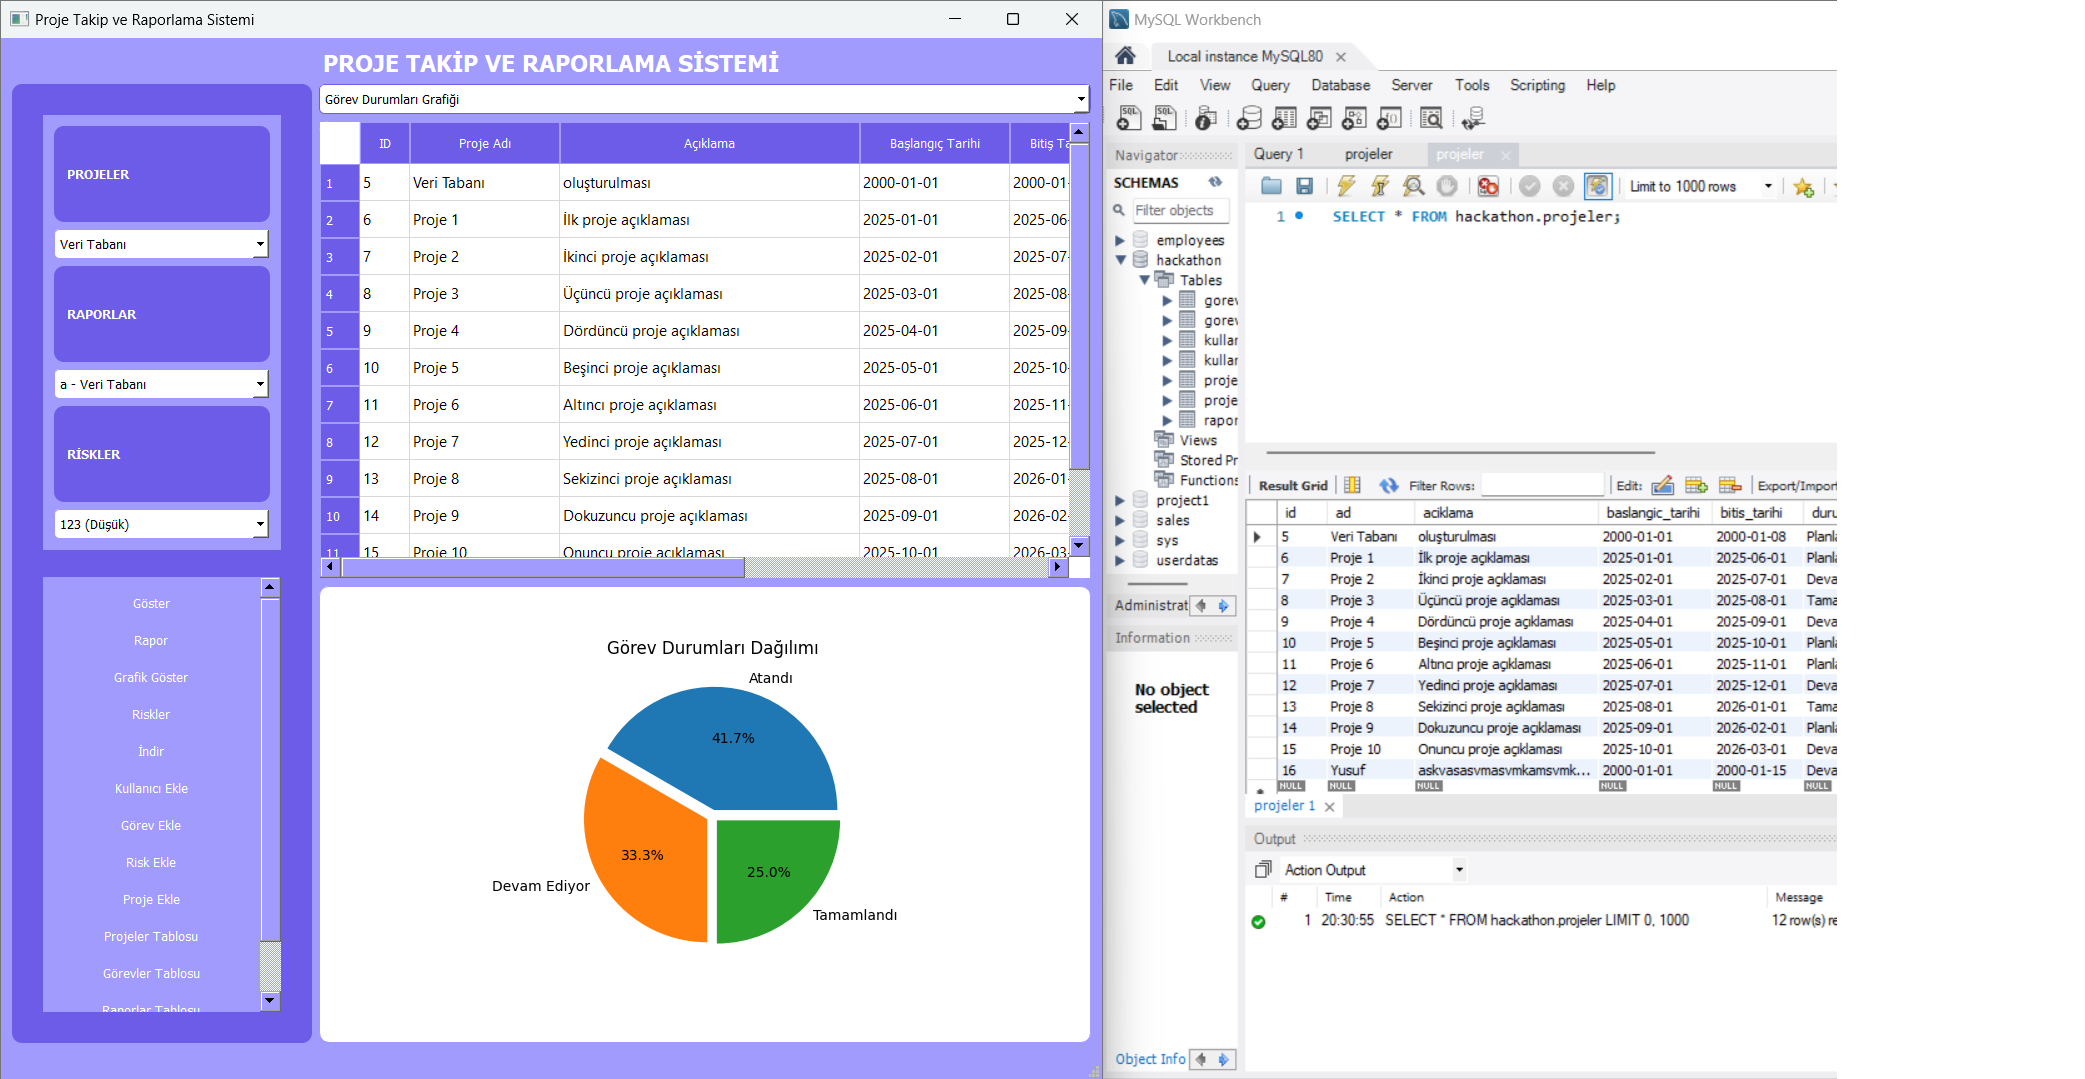 Proje Takip ve Raporlama Sistemi
PROJE TAKİP VE RAPORLAMA SİSTEMİ
PROJELER
Veri Tabanı
RAPORLAR
a - Veri Tabanı
RİSKLER
123 (Düşük)
Göster
Rapor
Grafik Göster
Riskler
İndir
Kullanıcı Ekle
Görev Ekle
Risk Ekle
Proje Ekle
Projeler Tablosu
Görevler Tablosu
Raporlar Tablosu
Görev Durumları Grafiği
ID Proje Adı Açıklama Başlangıç Tarihi Bitiş Ta
1 5 Veri Tabanı oluşturulması 2000-01-01 2000-01-
2 6 Proje 1 İlk proje açıklaması 2025-01-01 2025-06-
3 7 Proje 2 İkinci proje açıklaması 2025-02-01 2025-07-
4 8 Proje 3 Üçüncü proje açıklaması 2025-03-01 2025-08-
5 9 Proje 4 Dördüncü proje açıklaması 2025-04-01 2025-09-
6 10 Proje 5 Beşinci proje açıklaması 2025-05-01 2025-10-
7 11 Proje 6 Altıncı proje açıklaması 2025-06-01 2025-11-
8 12 Proje 7 Yedinci proje açıklaması 2025-07-01 2025-12-
9 13 Proje 8 Sekizinci proje açıklaması 2025-08-01 2026-01-
10 14 Proje 9 Dokuzuncu proje açıklaması 2025-09-01 2026-02-
11 15 Proje 10 Onuncu proje açıklaması 2025-10-01 2026-03-
Görev Durumları Dağılımı
Atandı
41.7%
33.3%
Devam Ediyor
25.0%
Tamamlandı
MySQL Workbench
Local instance MySQL80
File Edit View Query Database Server Tools Scripting Help
Navigator
SCHEMAS
Filter objects
employees
hackathon
Tables
gorev
gorev
kullar
kullar
proje
proje
rapor
Views
Stored Pr
Functions
project1
sales
sys
userdatas
Administrat
Information
No object
selected
Object Info
Query 1 projeler projeler
Limit to 1000 rows
1 SELECT * FROM hackathon.projeler;
Result Grid Filter Rows: Edit: Export/Import
id ad aciklama baslangic_tarihi bitis_tarihi duru
5 Veri Tabanı oluşturulması 2000-01-01 2000-01-08 Planla
6 Proje 1 İlk proje açıklaması 2025-01-01 2025-06-01 Planla
7 Proje 2 İkinci proje açıklaması 2025-02-01 2025-07-01 Deva
8 Proje 3 Üçüncü proje açıklaması 2025-03-01 2025-08-01 Tama
9 Proje 4 Dördüncü proje açıklaması 2025-04-01 2025-09-01 Deva
10 Proje 5 Beşinci proje açıklaması 2025-05-01 2025-10-01 Planla
11 Proje 6 Altıncı proje açıklaması 2025-06-01 2025-11-01 Planla
12 Proje 7 Yedinci proje açıklaması 2025-07-01 2025-12-01 Deva
13 Proje 8 Sekizinci proje açıklaması 2025-08-01 2026-01-01 Tama
14 Proje 9 Dokuzuncu proje açıklaması 2025-09-01 2026-02-01 Planla
15 Proje 10 Onuncu proje açıklaması 2025-10-01 2026-03-01 Deva
16 Yusuf askvasasvmasvmkamsvmk... 2000-01-01 2000-01-15 Deva
NULL NULL NULL NULL NULL NULL
projeler 1
Output
Action Output
# Time Action Message
1 20:30:55 SELECT * FROM hackathon.projeler LIMIT 0, 1000 12 row(s) re